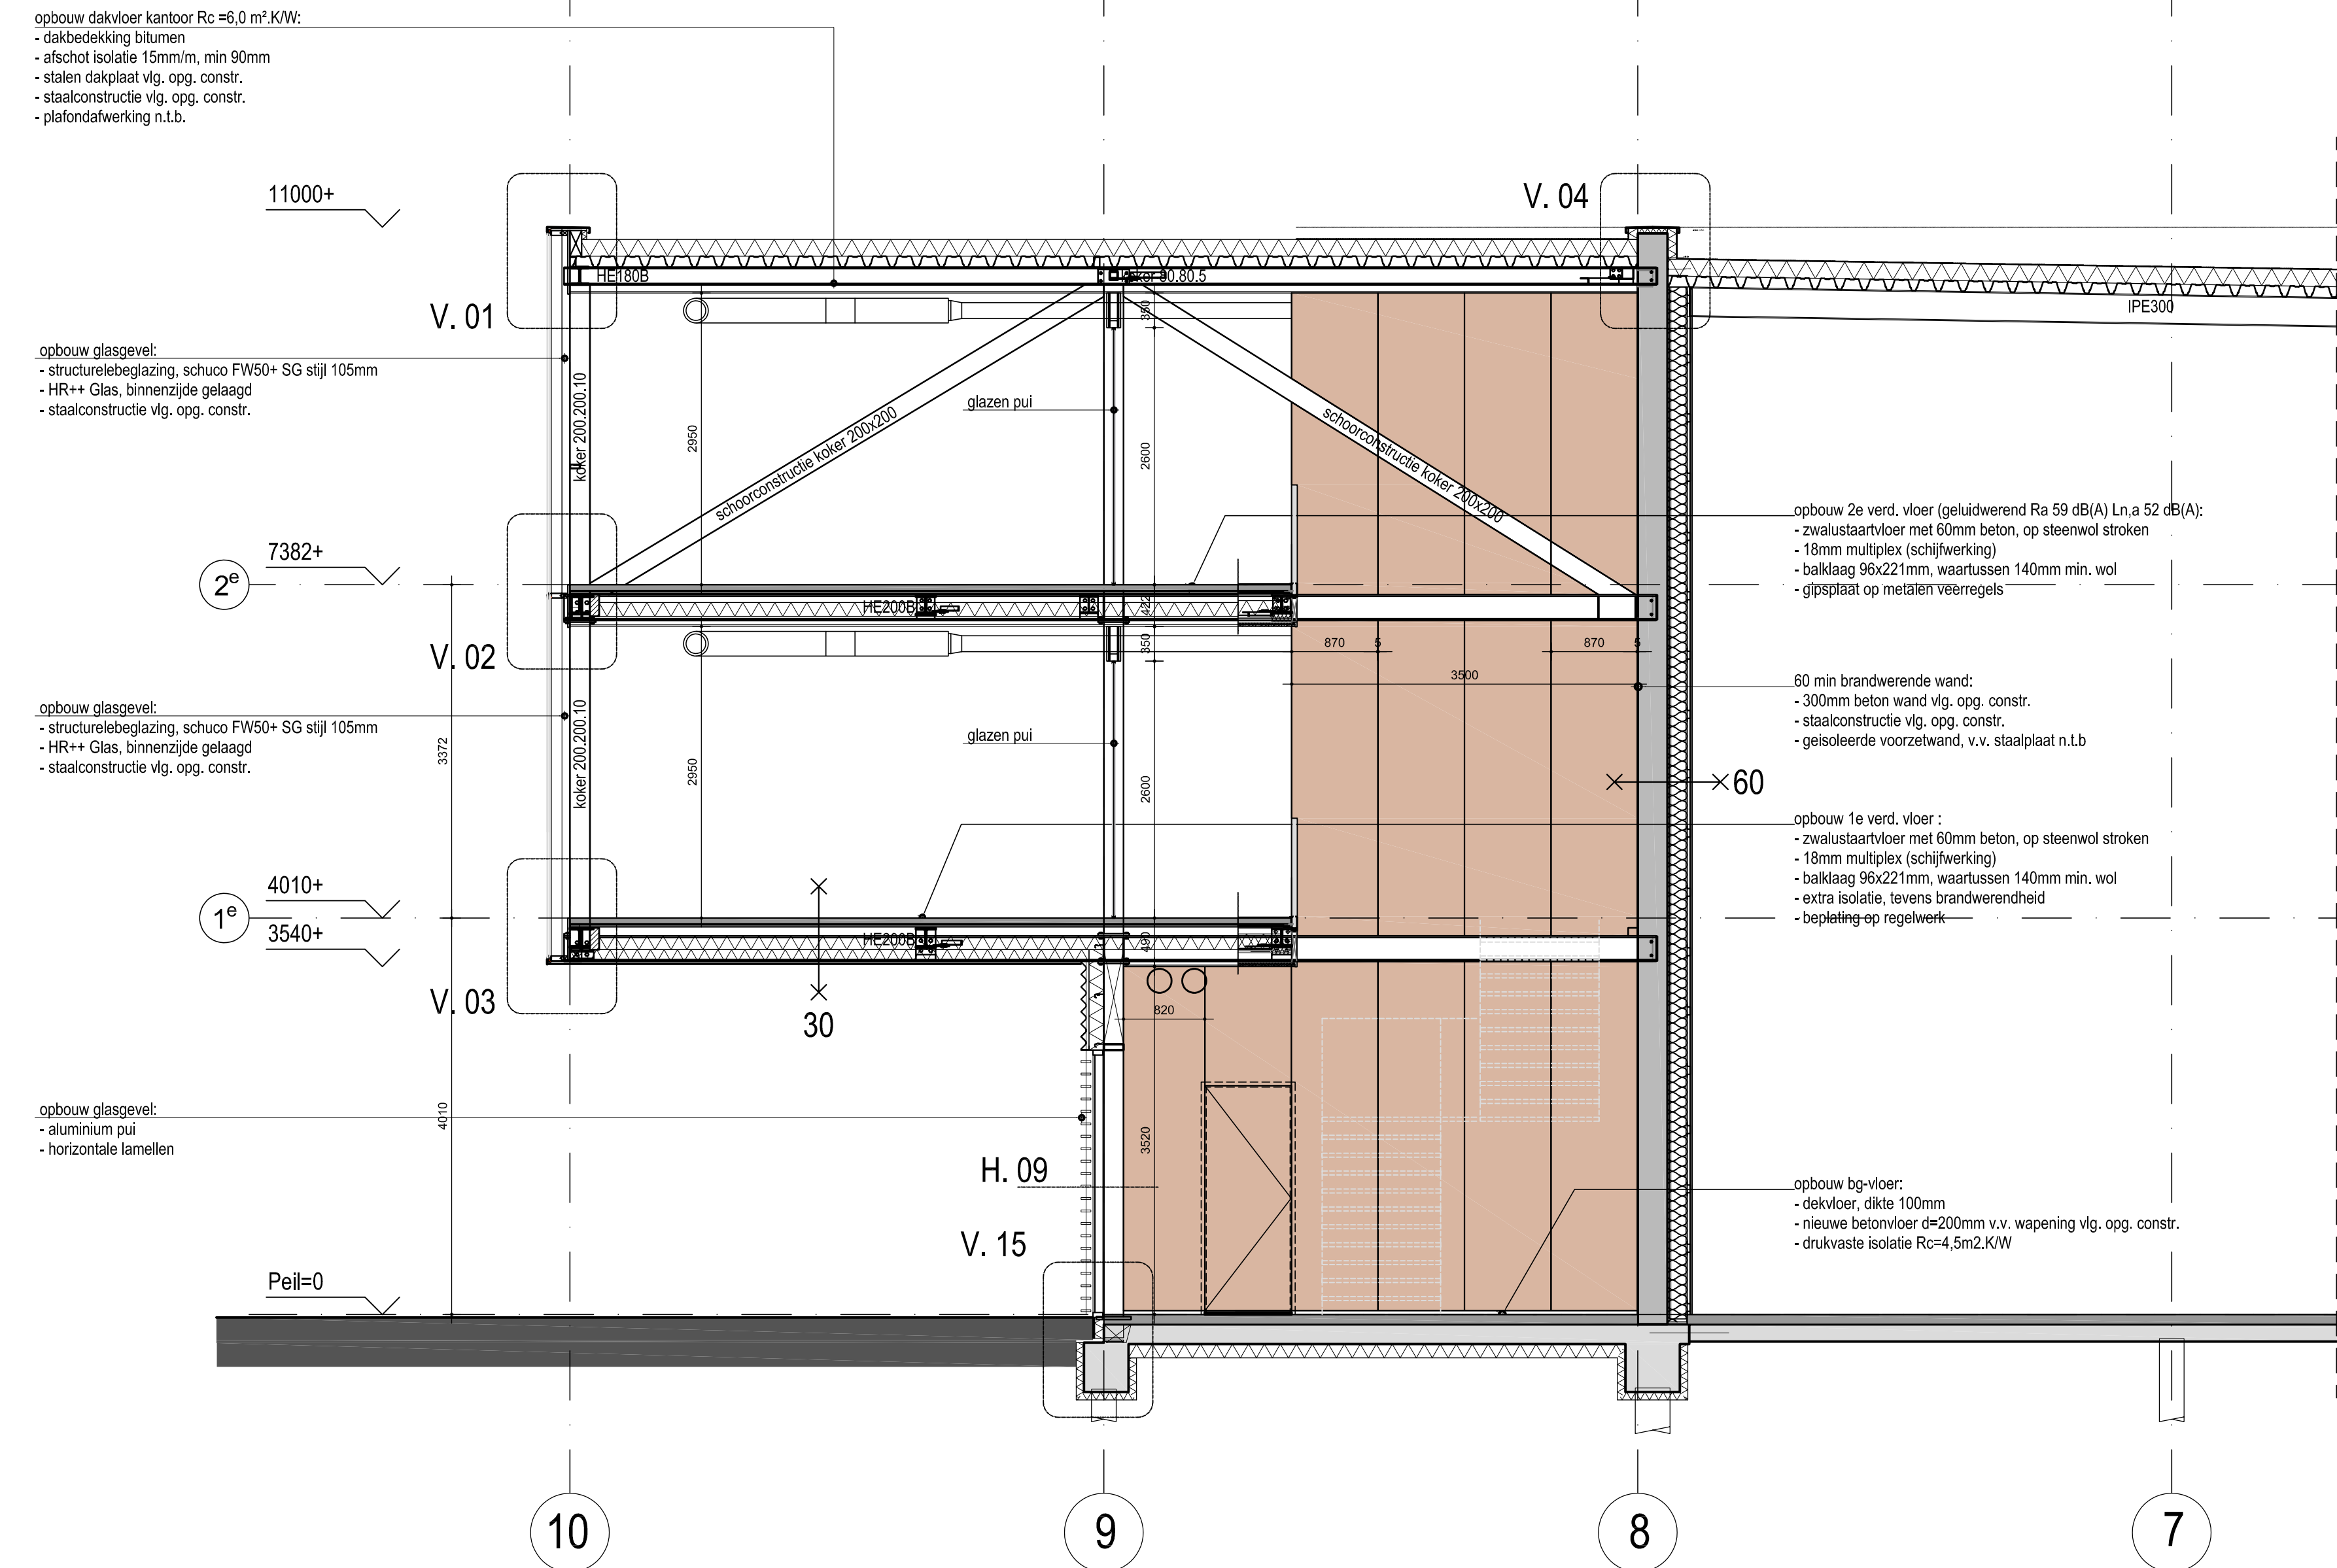 opbouw dakvloer kantoor Rc =6,0 m².K/W:
- dakbedekking bitumen
- afschot isolatie 15mm/m, min 90mm
- stalen dakplaat vlg. opg. constr.
- staalconstructie vlg. opg. constr.
- plafondafwerking n.t.b.
11000+
V. 04
HE180B
80.80.5
V. 01
IPE300
350
opbouw glasgevel:
- structurelebeglazing, schuco FW50+ SG stijl 105mm
- HR++ Glas, binnenzijde gelaagd
- staalconstructie vlg. opg. constr.
koker 200.200.10
2950
schoorconstructie koker 200x200
glazen pui
2600
schoorconstructie koker 200x200
opbouw 2e verd. vloer (geluidwerend Ra 59 dB(A) Ln,a 52 dB(A):
- zwalustaartvloer met 60mm beton, op steenwol stroken
- 18mm multiplex (schijfwerking)
- balklaag 96x221mm, waartussen 140mm min. wol
- gipsplaat op metalen veerregels
7382+
2e
HE200B
422
V. 02
350
870
5
870
5
3500
60 min brandwerende wand:
- 300mm beton wand vlg. opg. constr.
- staalconstructie vlg. opg. constr.
- geisoleerde voorzetwand, v.v. staalplaat n.t.b
opbouw glasgevel:
- structurelebeglazing, schuco FW50+ SG stijl 105mm
- HR++ Glas, binnenzijde gelaagd
- staalconstructie vlg. opg. constr.
3372
koker 200.200.10
2950
glazen pui
2600
60
opbouw 1e verd. vloer :
- zwalustaartvloer met 60mm beton, op steenwol stroken
- 18mm multiplex (schijfwerking)
- balklaag 96x221mm, waartussen 140mm min. wol
- extra isolatie, tevens brandwerendheid
- beplating op regelwerk
4010+
1e
3540+
HE200B
490
V. 03
30
820
opbouw glasgevel:
- aluminium pui
- horizontale lamellen
4010
3520
H. 09
V. 15
opbouw bg-vloer:
- dekvloer, dikte 100mm
- nieuwe betonvloer d=200mm v.v. wapening vlg. opg. constr.
- drukvaste isolatie Rc=4,5m2.K/W
Peil=0
10
9
8
7